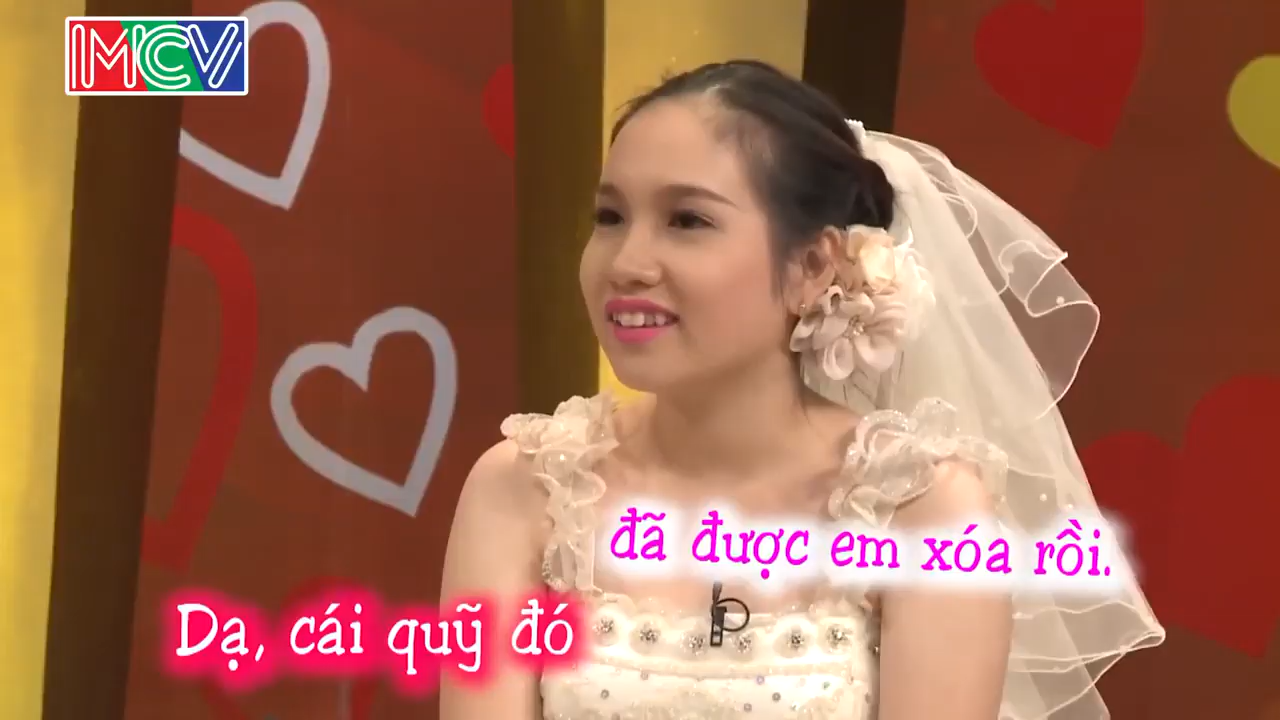 MCV
Dạ, cái quỹ đó
đã được em xóa rồi.